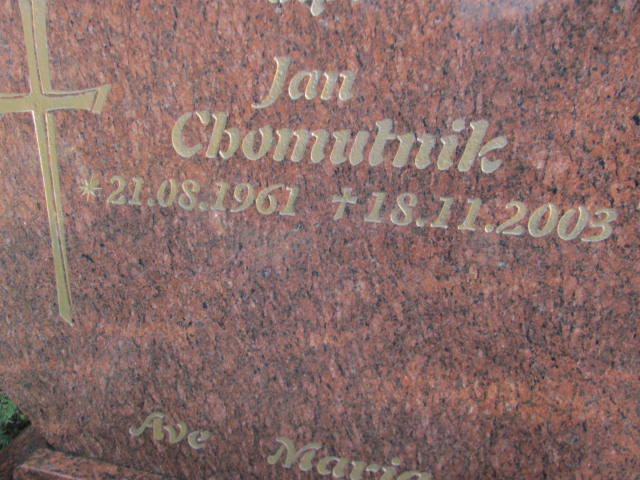 Jan
Chomutnik
* 21.08.1961 † 18.11.2003
Ave Maria